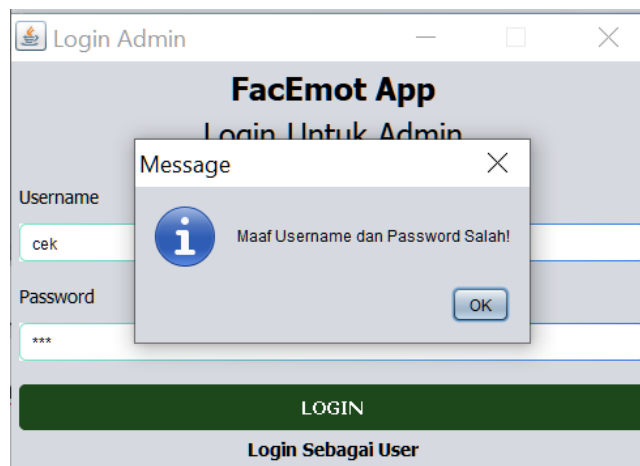 Login Admin
FacEmot App
Login Untuk Admin
Message
Maaf Username dan Password Salah!
OK
Username
cek
Password
***
LOGIN
Login Sebagai User